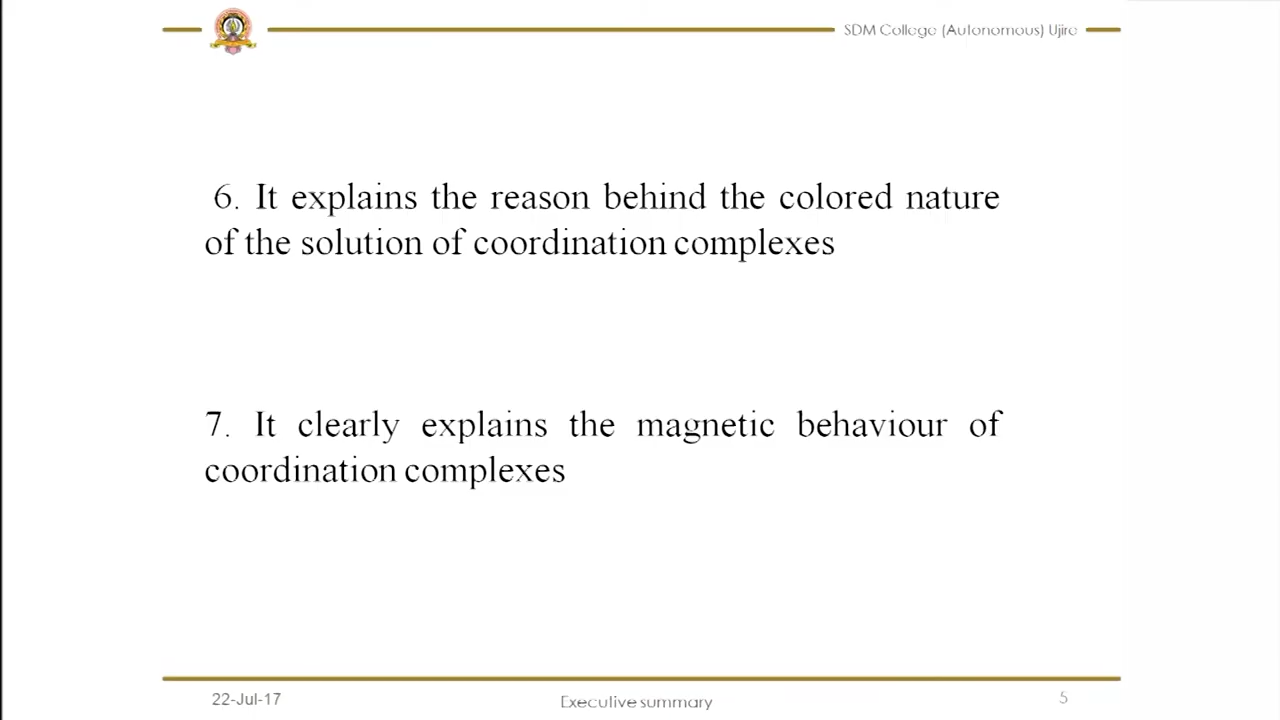 SDM College (Autonomous) Ujire
6. It explains the reason behind the colored nature
of the solution of coordination complexes
7. It clearly explains the magnetic behaviour of
coordination complexes
22-Jul-17
Executive summary
5